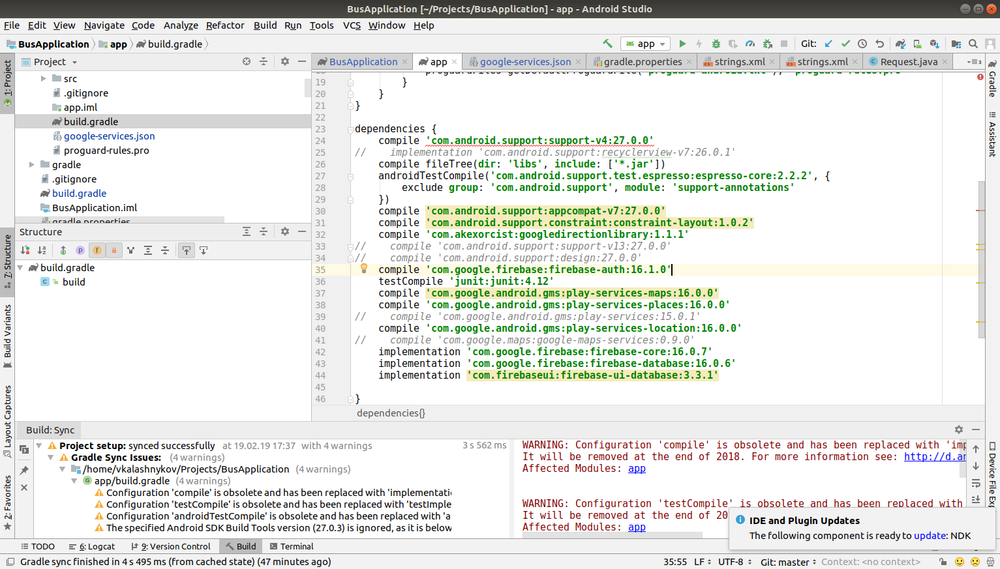 BusApplication [~/Projects/BusApplication] - app - Android Studio
File Edit View Navigate Code Analyze Refactor Build Run Tools VCS Window Help
BusApplication app build.gradle
app
Git:
1: Project
7: Structure
Build Variants
Layout Captures
2: Favorites
Project
src
.gitignore
app.iml
build.gradle
google-services.json
proguard-rules.pro
gradle
.gitignore
build.gradle
BusApplication.iml
gradle.properties
Structure
build.gradle
build
BusApplication app google-services.json gradle.properties strings.xml strings.xml Request.java
18 proguardFiles getDefaultProguardFile('proguard-android.txt'), 'proguard-rules.pro'
19 }
20 }
21 }
22
23 dependencies {
24 compile 'com.android.support:support-v4:27.0.0'
25 // implementation 'com.android.support:recyclerview-v7:26.0.1'
26 compile fileTree(dir: 'libs', include: ['*.jar'])
27 androidTestCompile('com.android.support.test.espresso:espresso-core:2.2.2', {
28 exclude group: 'com.android.support', module: 'support-annotations'
29 })
30 compile 'com.android.support:appcompat-v7:27.0.0'
31 compile 'com.android.support.constraint:constraint-layout:1.0.2'
32 compile 'com.akexorcist:googledirectionlibrary:1.1.1'
33 // compile 'com.android.support:support-v13:27.0.0'
34 // compile 'com.android.support:design:27.0.0'
35 compile 'com.google.firebase:firebase-auth:16.1.0'
36 testCompile 'junit:junit:4.12'
37 compile 'com.google.android.gms:play-services-maps:16.0.0'
38 compile 'com.google.android.gms:play-services-places:16.0.0'
39 // compile 'com.google.android.gms:play-services:15.0.1'
40 compile 'com.google.android.gms:play-services-location:16.0.0'
41 // compile 'com.google.maps:google-maps-services:0.9.0'
42 implementation 'com.google.firebase:firebase-core:16.0.7'
43 implementation 'com.google.firebase:firebase-database:16.0.6'
44 implementation 'com.firebaseui:firebase-ui-database:3.3.1'
45
46 }
dependencies{}
Gradle
Assistant
Device File Exp
Build: Sync
Project setup: synced successfully at 19.02.19 17:37 with 4 warnings 3 s 562 ms
Gradle Sync Issues: (4 warnings)
/home/vkalashnykov/Projects/BusApplication (4 warnings)
app/build.gradle (4 warnings)
Configuration 'compile' is obsolete and has been replaced with 'implementatio
Configuration 'testCompile' is obsolete and has been replaced with 'testImple
Configuration 'androidTestCompile' is obsolete and has been replaced with 'a
The specified Android SDK Build Tools version (27.0.3) is ignored, as it is below
WARNING: Configuration 'compile' is obsolete and has been replaced with 'imp
It will be removed at the end of 2018. For more information see: http://d.an
Affected Modules: app
WARNING: Configuration 'testCompile' is obsolete and has been replaced with
It will be removed at the end of 20
Affected Modules: app
IDE and Plugin Updates
The following component is ready to update: NDK
TODO 6: Logcat 9: Version Control Build Terminal
Gradle sync finished in 4 s 495 ms (from cached state) (47 minutes ago) 35:55 LF UTF-8 Git: master Context: <no context>